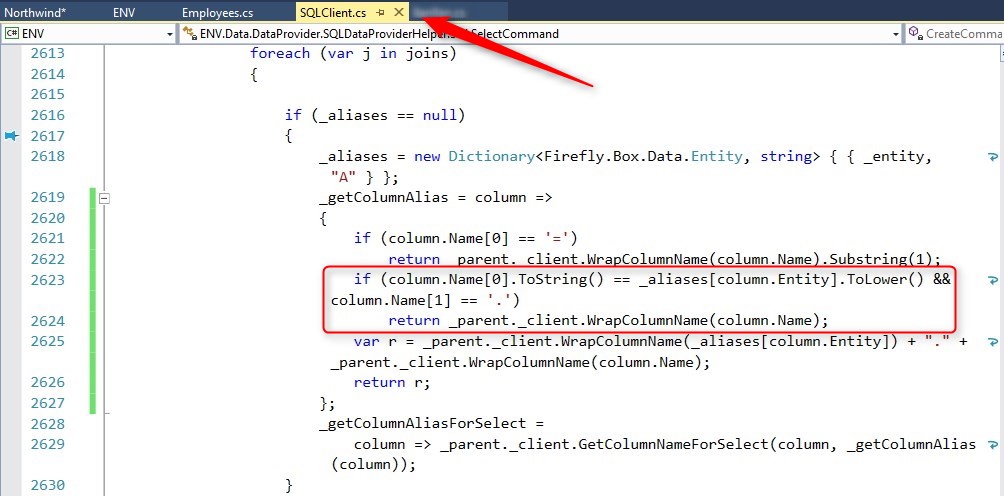 Northwind* ENV Employees.cs SQLClient.cs
C# ENV ENV.Data.DataProvider.SQLDataProviderHelper. SelectCommand CreateComma
2613 foreach (var j in joins)
2614 {
2615
2616 if (_aliases == null)
2617 {
2618 _aliases = new Dictionary<Firefly.Box.Data.Entity, string> { { _entity,
"A" } };
2619 _getColumnAlias = column =>
2620 {
2621 if (column.Name[0] == '=')
2622 return _parent._client.WrapColumnName(column.Name).Substring(1);
2623 if (column.Name[0].ToString() == _aliases[column.Entity].ToLower() &&
column.Name[1] == '.')
2624 return _parent._client.WrapColumnName(column.Name);
2625 var r = _parent._client.WrapColumnName(_aliases[column.Entity]) + "." +
_parent._client.WrapColumnName(column.Name);
2626 return r;
2627 };
2628 _getColumnAliasForSelect =
2629 column => _parent._client.GetColumnNameForSelect(column, _getColumnAlias
(column));
2630 }